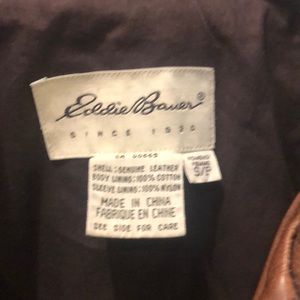 Eddie Bauer®
SINCE 1920
SHELL: GENUINE LEATHER
BODY LINING: 100% COTTON
SLEEVE LINING: 100% NYLON
MADE IN CHINA
FABRIQUE EN CHINE
SEE SIDE FOR CARE
S/P